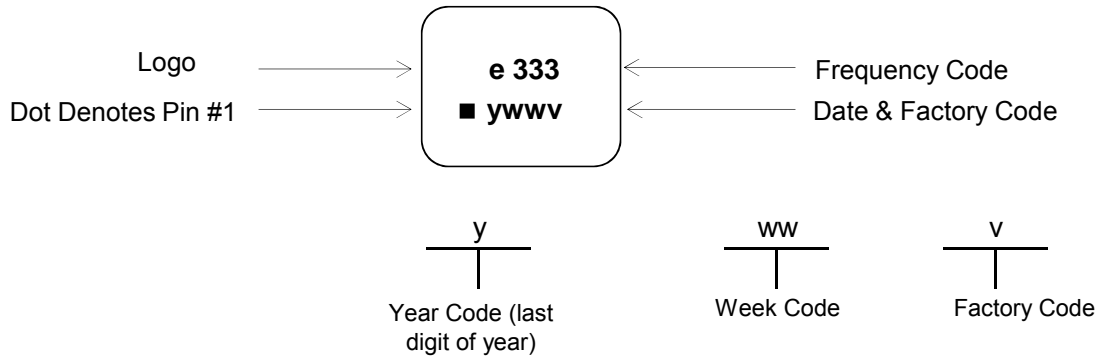 Logo
Dot Denotes Pin #1
e 333
■ ywwv
Frequency Code
Date & Factory Code
y
Year Code (last
digit of year)
ww
Week Code
v
Factory Code